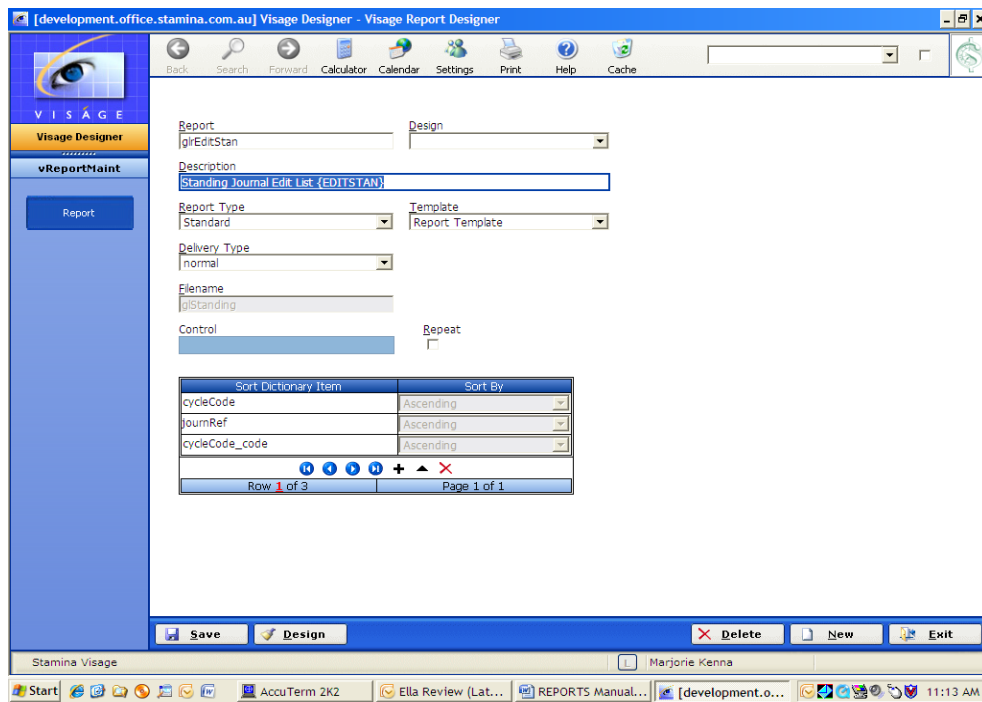 [development.office.stamina.com.au] Visage Designer - Visage Report Designer
Back Search Forward Calculator Calendar Settings Print Help Cache
VISÁGE
Visage Designer
vReportMaint
Report
Report Design
glrEditStan
Description
Standing Journal Edit List {EDITSTAN}
Report Type Template
Standard Report Template
Delivery Type
normal
Filename
glStanding
Control Repeat
Sort Dictionary Item Sort By
cycleCode Ascending
journRef Ascending
cycleCode_code Ascending
Row 1 of 3 Page 1 of 1
Save Design Delete New Exit
Stamina Visage L Marjorie Kenna
Start AccuTerm 2K2 Ella Review (Lat... REPORTS Manual... [development.o... 11:13 AM